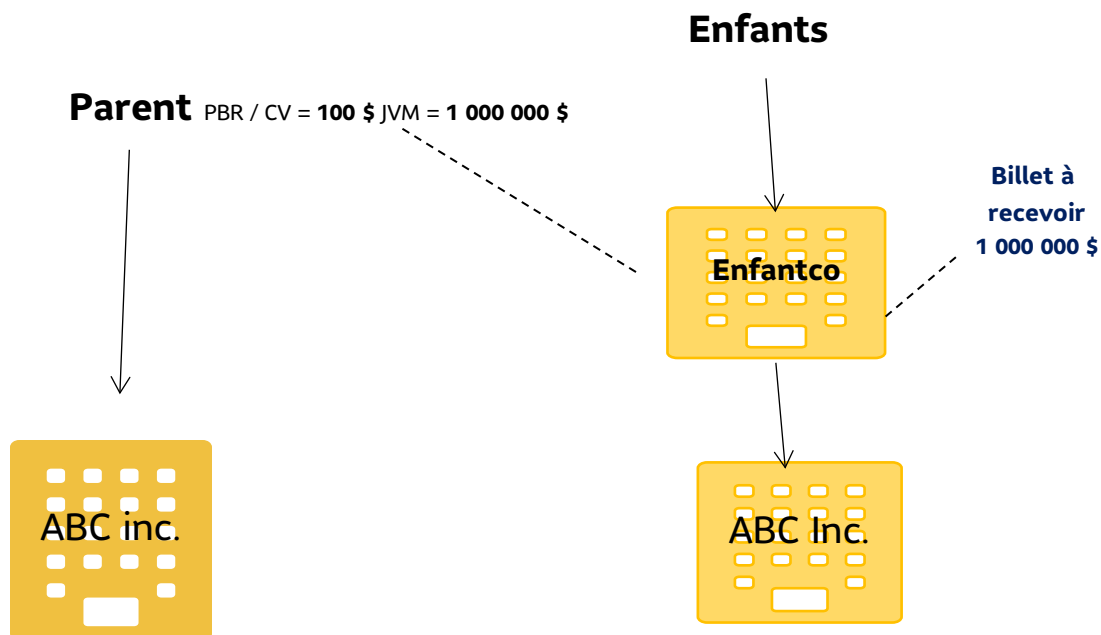 Enfants
Parent PBR / CV = 100 $ JVM = 1 000 000 $
Billet à
recevoir
1 000 000 $
Enfantco
ABC inc.
ABC Inc.